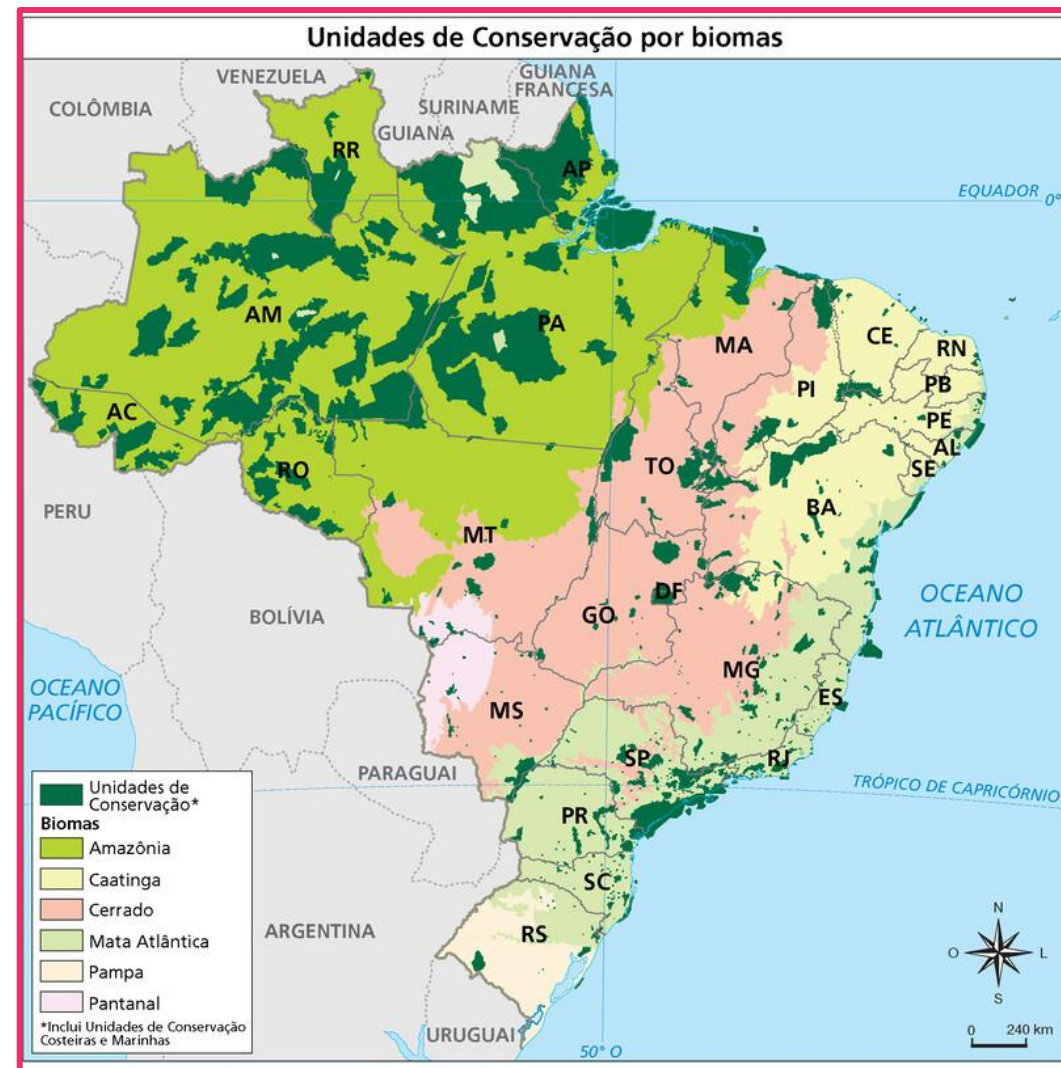 Unidades de Conservação por biomas
VENEZUELA
GUIANA
FRANCESA
COLÔMBIA
SURINAME
GUIANA
RR
AP
EQUADOR 0°
AM
PA
MA
CE
RN
PB
PI
PE
AL
SE
AC
RO
TO
BA
PERU
MT
BOLÍVIA
DF
GO
OCEANO
ATLÂNTICO
MG
ES
OCEANO
PACÍFICO
MS
SP
RJ
PARAGUAI
TRÓPICO DE CAPRICÓRNIO
PR
SC
RS
ARGENTINA
URUGUAI
50° O
Unidades de
Conservação*
Biomas
Amazônia
Caatinga
Cerrado
Mata Atlântica
Pampa
Pantanal
*Inclui Unidades de Conservação
Costeiras e Marinhas
N
O L
S
0 240 km